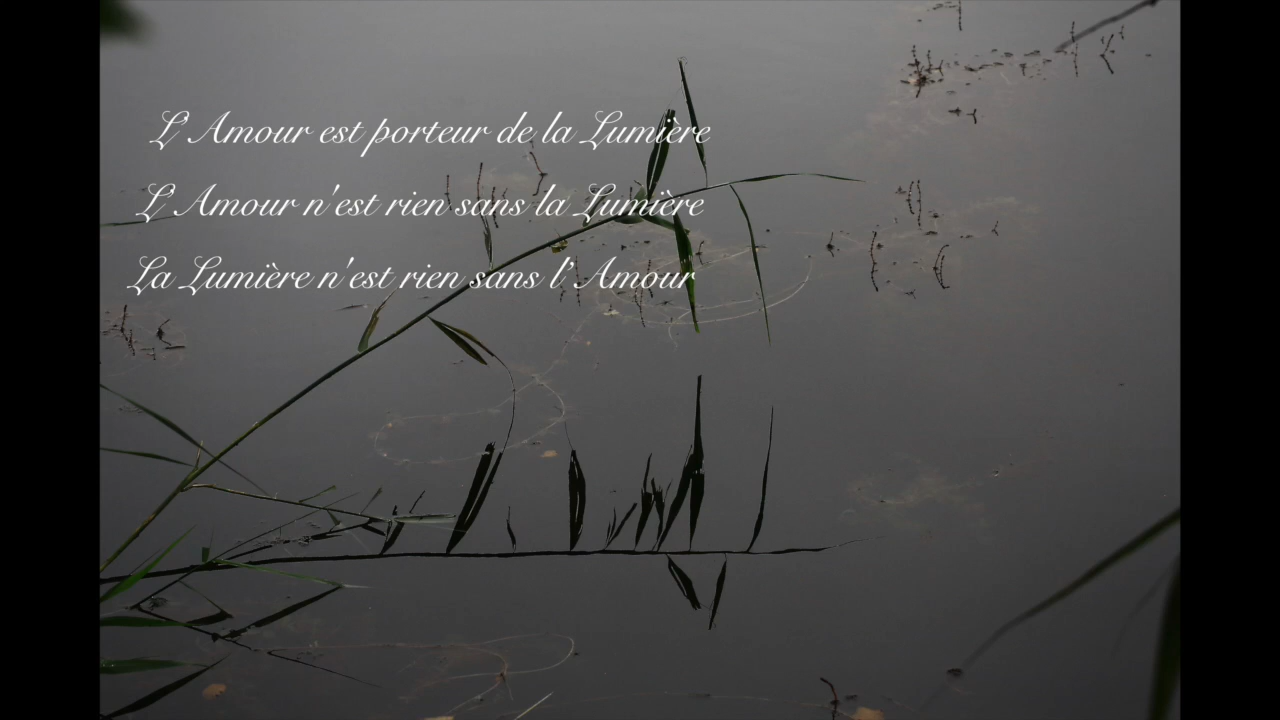 L'Amour est porteur de la Lumière
L'Amour n'est rien sans la Lumière
La Lumière n'est rien sans l'Amour